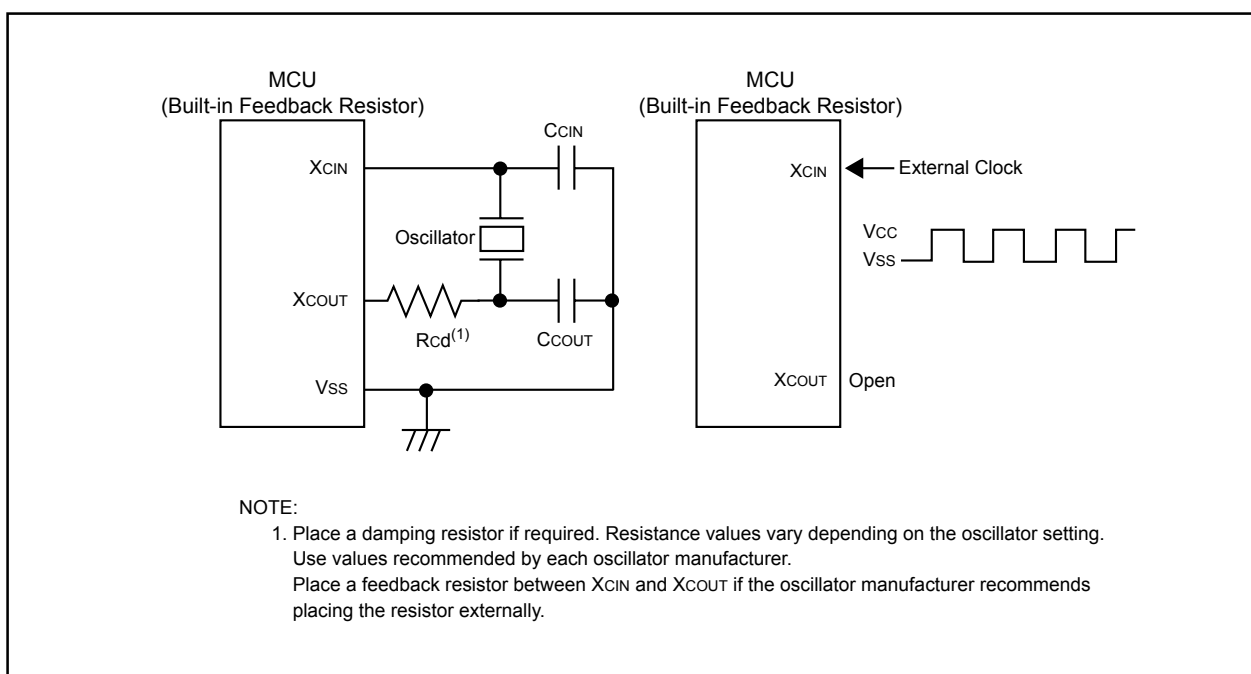 MCU
(Built-in Feedback Resistor)
CCIN
XCIN
Oscillator
XCOUT
RCd(1)
CCOUT
VSS
MCU
(Built-in Feedback Resistor)
XCIN
External Clock
VCC
VSS
XCOUT
Open
NOTE:
1. Place a damping resistor if required. Resistance values vary depending on the oscillator setting.
Use values recommended by each oscillator manufacturer.
Place a feedback resistor between XCIN and XCOUT if the oscillator manufacturer recommends
placing the resistor externally.